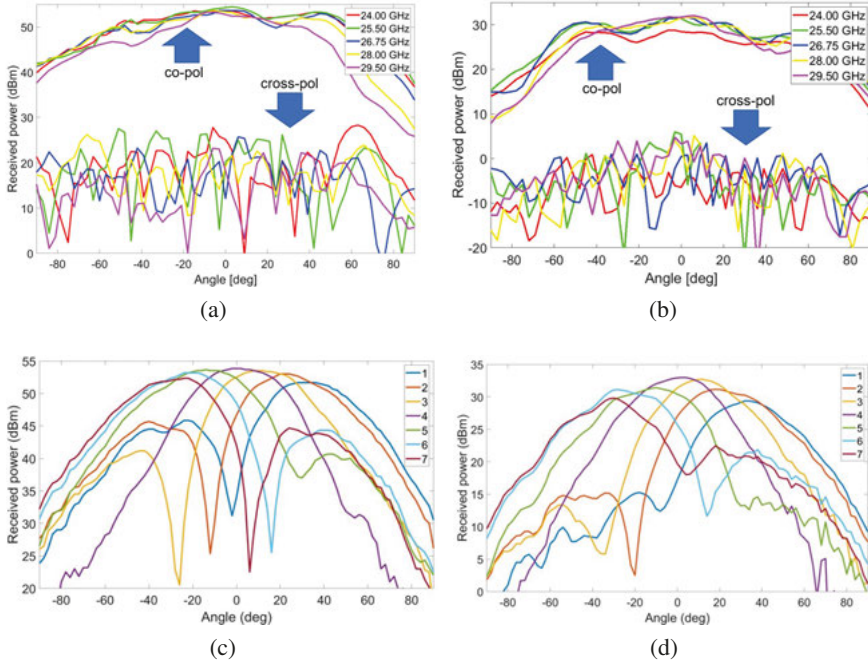 Received power (dBm)
50
40
30
20
10
0
-80 -60 -40 -20 0 20 40 60 80
Angle [deg]
24.00 GHz
25.50 GHz
26.75 GHz
28.00 GHz
29.50 GHz
co-pol
cross-pol
(a)
Received power (dBm)
30
20
10
0
-10
-20
-80 -60 -40 -20 0 20 40 60 80
Angle [deg]
24.00 GHz
25.50 GHz
26.75 GHz
28.00 GHz
29.50 GHz
co-pol
cross-pol
(b)
Received power (dBm)
55
50
45
40
35
30
25
20
-80 -60 -40 -20 0 20 40 60 80
Angle (deg)
1
2
3
4
5
6
7
(c)
Received power (dBm)
35
30
25
20
15
10
5
0
-80 -60 -40 -20 0 20 40 60 80
Angle (deg)
1
2
3
4
5
6
7
(d)